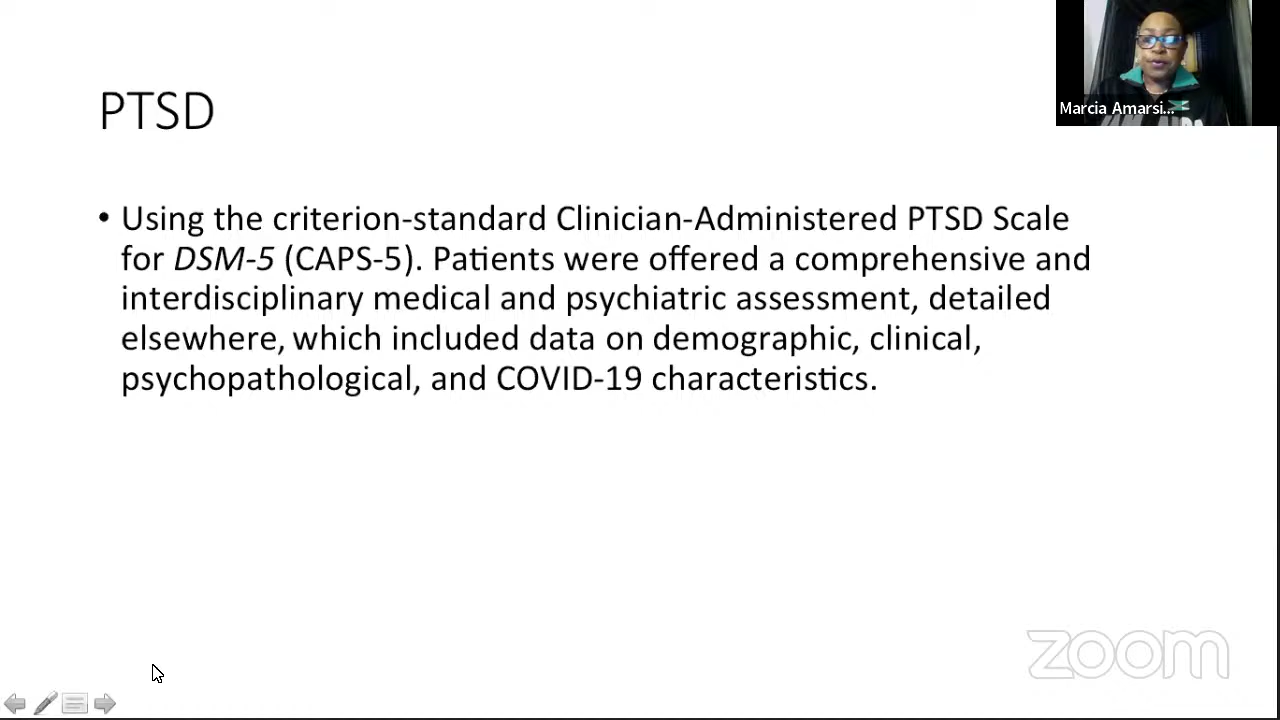 PTSD
Marcia Amarsi...
• Using the criterion-standard Clinician-Administered PTSD Scale
for DSM-5 (CAPS-5). Patients were offered a comprehensive and
interdisciplinary medical and psychiatric assessment, detailed
elsewhere, which included data on demographic, clinical,
psychopathological, and COVID-19 characteristics.
zoom